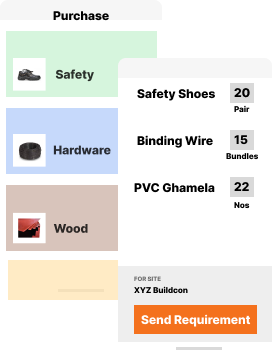 Purchase
Safety
Hardware
Wood
Safety Shoes 20
Pair
Binding Wire 15
Bundles
PVC Ghamela 22
Nos
FOR SITE
XYZ Buildcon
Send Requirement